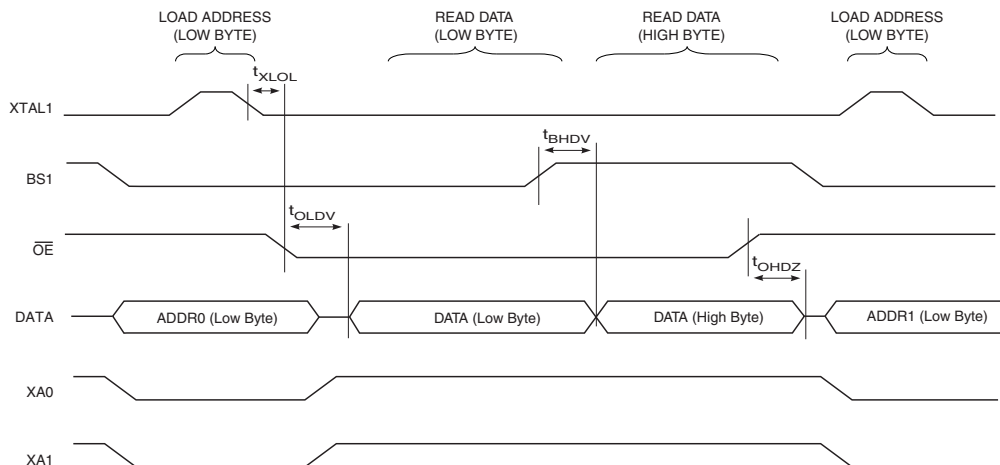 LOAD ADDRESS
(LOW BYTE)
READ DATA
(LOW BYTE)
READ DATA
(HIGH BYTE)
LOAD ADDRESS
(LOW BYTE)
tXLOL
XTAL1
tBHDV
BS1
tOLDV
OE
tOHDZ
DATA
ADDR0 (Low Byte)
DATA (Low Byte)
DATA (High Byte)
ADDR1 (Low Byte)
XA0
XA1